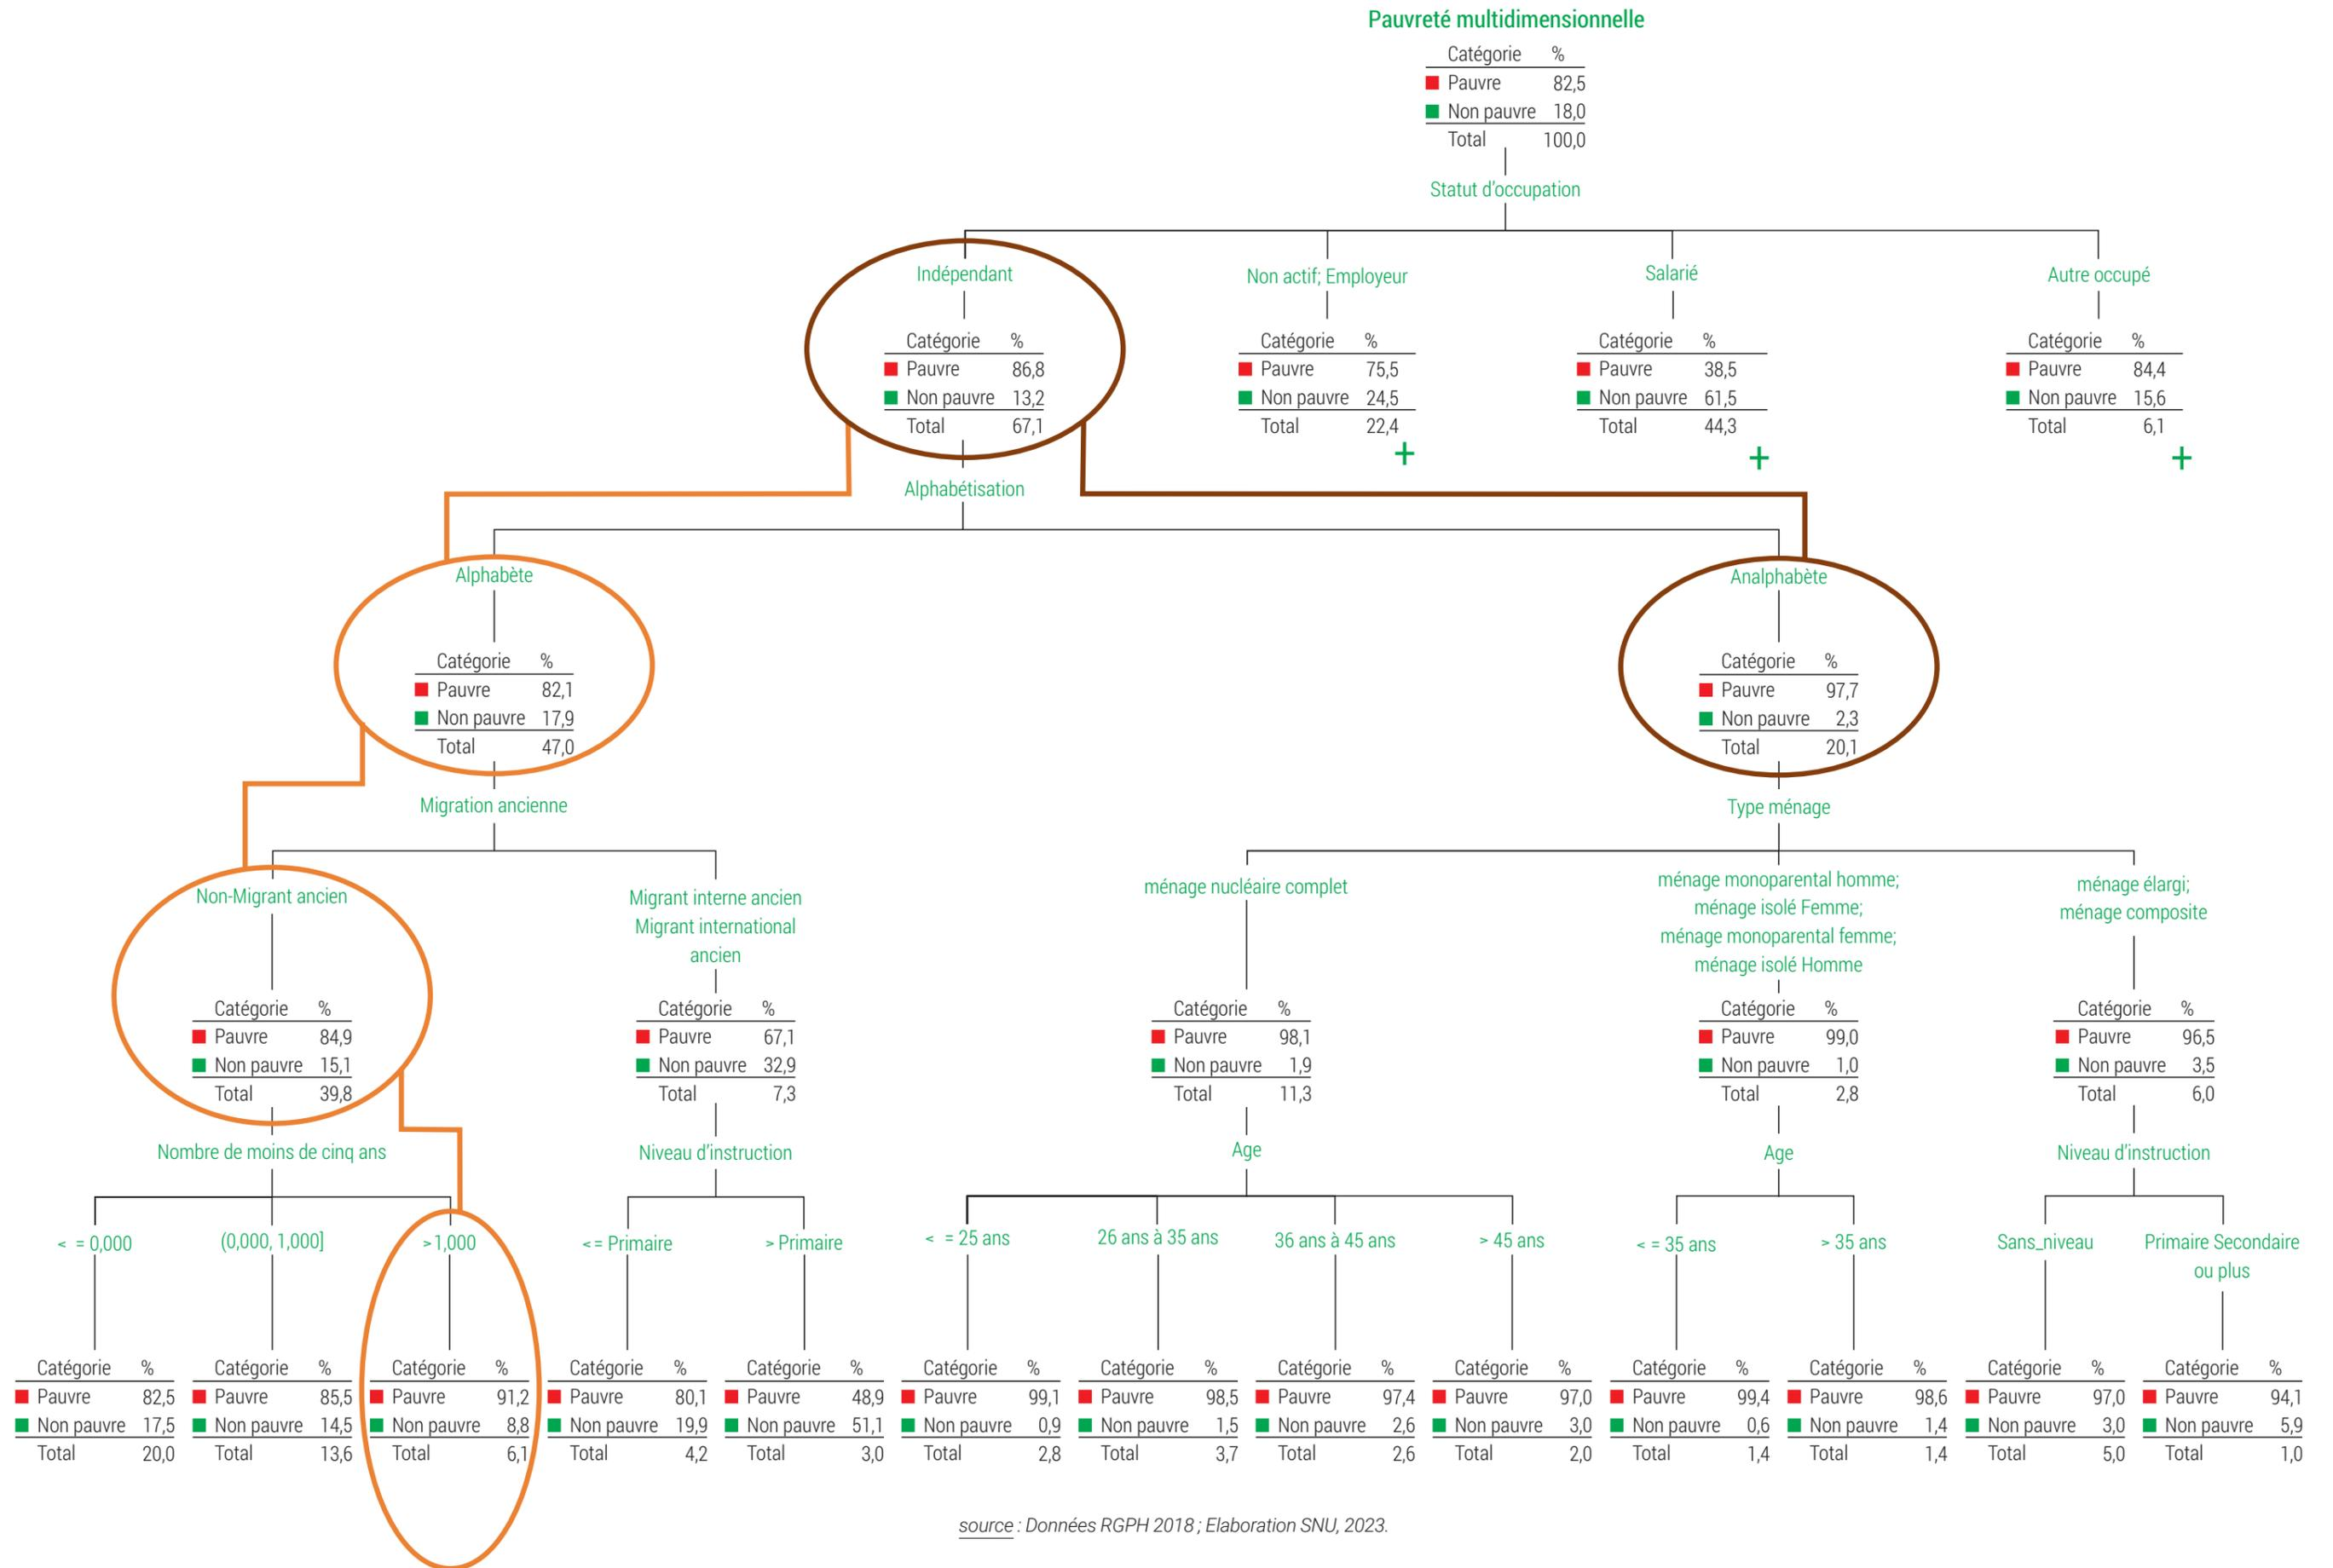 Pauvreté multidimensionnelle
Catégorie %
Pauvre 82,5
Non pauvre 18,0
Total 100,0
Statut d'occupation
Indépendant
Catégorie %
Pauvre 86,8
Non pauvre 13,2
Total 67,1
Non actif; Employeur
Catégorie %
Pauvre 75,5
Non pauvre 24,5
Total 22,4
+
Salarié
Catégorie %
Pauvre 38,5
Non pauvre 61,5
Total 44,3
+
Autre occupé
Catégorie %
Pauvre 84,4
Non pauvre 15,6
Total 6,1
+
Alphabétisation
Alphabète
Catégorie %
Pauvre 82,1
Non pauvre 17,9
Total 47,0
Analphabète
Catégorie %
Pauvre 97,7
Non pauvre 2,3
Total 20,1
Migration ancienne
Type ménage
Non-Migrant ancien
Catégorie %
Pauvre 84,9
Non pauvre 15,1
Total 39,8
Migrant interne ancien
Migrant international
ancien
Catégorie %
Pauvre 67,1
Non pauvre 32,9
Total 7,3
ménage nucléaire complet
Catégorie %
Pauvre 98,1
Non pauvre 1,9
Total 11,3
ménage monoparental homme;
ménage isolé Femme;
ménage monoparental femme;
ménage isolé Homme
Catégorie %
Pauvre 99,0
Non pauvre 1,0
Total 2,8
ménage élargi;
ménage composite
Catégorie %
Pauvre 96,5
Non pauvre 3,5
Total 6,0
Nombre de moins de cinq ans
Niveau d'instruction
Age
Age
Niveau d'instruction
< = 0,000
Catégorie %
Pauvre 82,5
Non pauvre 17,5
Total 20,0
(0,000, 1,000]
Catégorie %
Pauvre 85,5
Non pauvre 14,5
Total 13,6
>1,000
Catégorie %
Pauvre 91,2
Non pauvre 8,8
Total 6,1
<= Primaire
Catégorie %
Pauvre 80,1
Non pauvre 19,9
Total 4,2
> Primaire
Catégorie %
Pauvre 48,9
Non pauvre 51,1
Total 3,0
< = 25 ans
Catégorie %
Pauvre 99,1
Non pauvre 0,9
Total 2,8
26 ans à 35 ans
Catégorie %
Pauvre 98,5
Non pauvre 1,5
Total 3,7
36 ans à 45 ans
Catégorie %
Pauvre 97,4
Non pauvre 2,6
Total 2,6
> 45 ans
Catégorie %
Pauvre 97,0
Non pauvre 3,0
Total 2,0
< = 35 ans
Catégorie %
Pauvre 99,4
Non pauvre 0,6
Total 1,4
> 35 ans
Catégorie %
Pauvre 98,6
Non pauvre 1,4
Total 1,4
Sans_niveau
Catégorie %
Pauvre 97,0
Non pauvre 3,0
Total 5,0
Primaire Secondaire
ou plus
Catégorie %
Pauvre 94,1
Non pauvre 5,9
Total 1,0
source : Données RGPH 2018 ; Elaboration SNU, 2023.